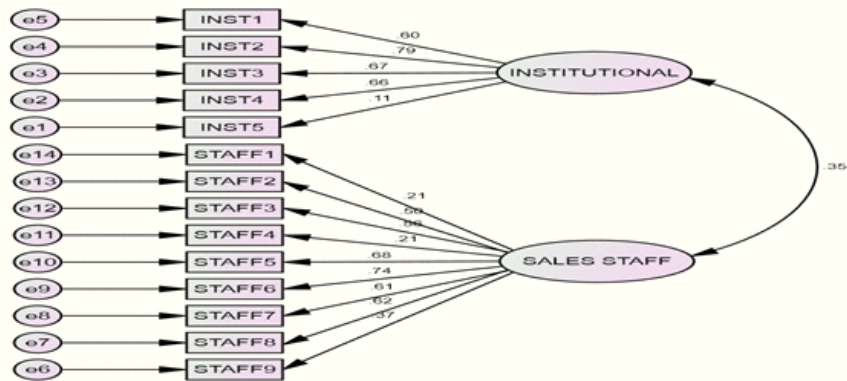 e5 INST1
.60
e4 INST2
.79
e3 INST3
.67
INSTITUTIONAL
e2 INST4
.66
e1 INST5
.11
e14 STAFF1
.35
e13 STAFF2
.21
e12 STAFF3
e11 STAFF4
.21
e10 STAFF5
.68
SALES STAFF
e9 STAFF6
.74
e8 STAFF7
.61
e7 STAFF8
.62
e6 STAFF9
.37